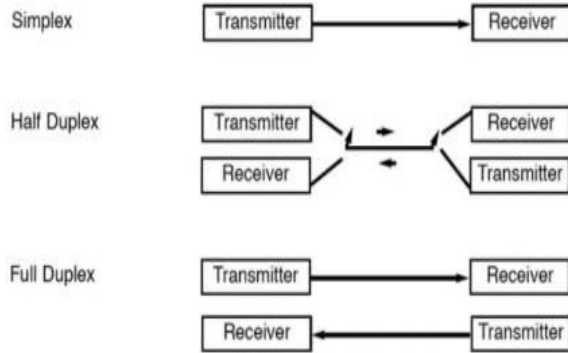 Simplex Transmitter Receiver
Half Duplex Transmitter Receiver
Receiver Transmitter
Full Duplex Transmitter Receiver
Receiver Transmitter